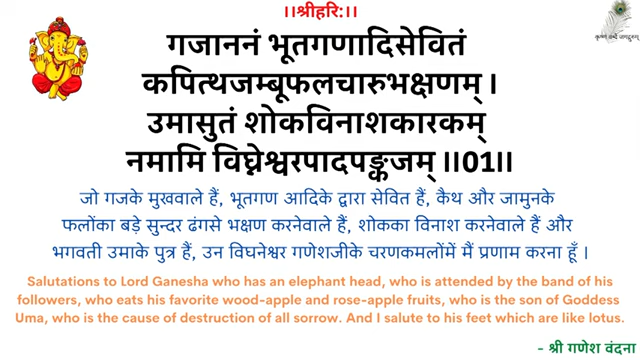 ।।श्रीहरि:।।
कृष्णं वन्दे जगद्गुरुम्
गजाननं भूतगणादिसेवितं
कपित्थजम्बूफलचारुभक्षणम् ।
उमासुतं शोकविनाशकारकम्
नमामि विघ्नेश्वरपादपङ्कजम् ।।01।।
जो गजके मुखवाले हैं, भूतगण आदिके द्वारा सेवित हैं, कैथ और जामुनके
फलोंका बड़े सुन्दर ढंगसे भक्षण करनेवाले हैं, शोकका विनाश करनेवाले हैं और
भगवती उमाके पुत्र हैं, उन विघनेश्वर गणेशजीके चरणकमलोंमें मैं प्रणाम करना हूँ ।
Salutations to Lord Ganesha who has an elephant head, who is attended by the band of his
followers, who eats his favorite wood-apple and rose-apple fruits, who is the son of Goddess
Uma, who is the cause of destruction of all sorrow. And I salute to his feet which are like lotus.
- श्री गणेश वंदना